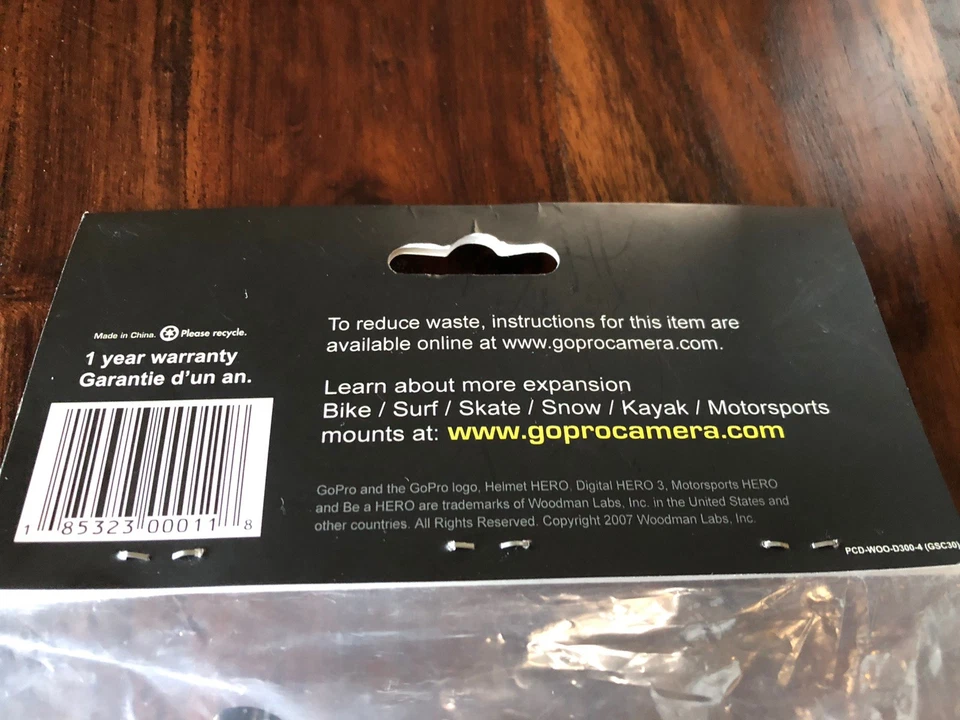 Made in China. Please recycle.
1 year warranty
Garantie d'un an.
1 85323 00011 8
To reduce waste, instructions for this item are
available online at www.goprocamera.com.
Learn about more expansion
Bike / Surf / Skate / Snow / Kayak / Motorsports
mounts at: www.goprocamera.com
GoPro and the GoPro logo, Helmet HERO, Digital HERO 3, Motorsports HERO
and Be a HERO are trademarks of Woodman Labs, Inc. in the United States and
other countries. All Rights Reserved. Copyright 2007 Woodman Labs, Inc.
PCD-WOO-D300-4 (GSC30)